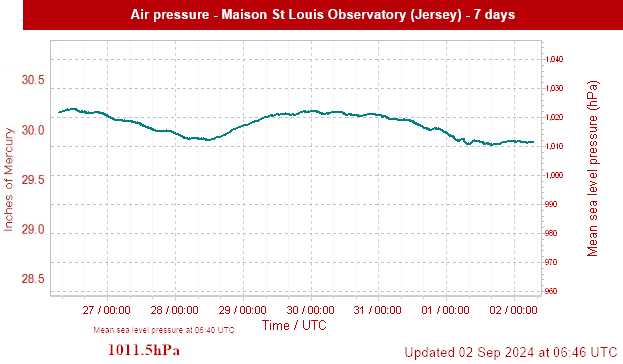 Air pressure - Maison St Louis Observatory (Jersey) - 7 days
30.5
30.0
29.5
29.0
28.5
Inches of Mercury
1,040
1,030
1,020
1,010
1,000
990
980
970
960
Mean sea level pressure (hPa)
27 / 00:00 28 / 00:00 29 / 00:00 30 / 00:00 31 / 00:00 01 / 00:00 02 / 00:00
Time / UTC
Mean sea level pressure at 06:40 UTC
1011.5hPa
Updated 02 Sep 2024 at 06:46 UTC